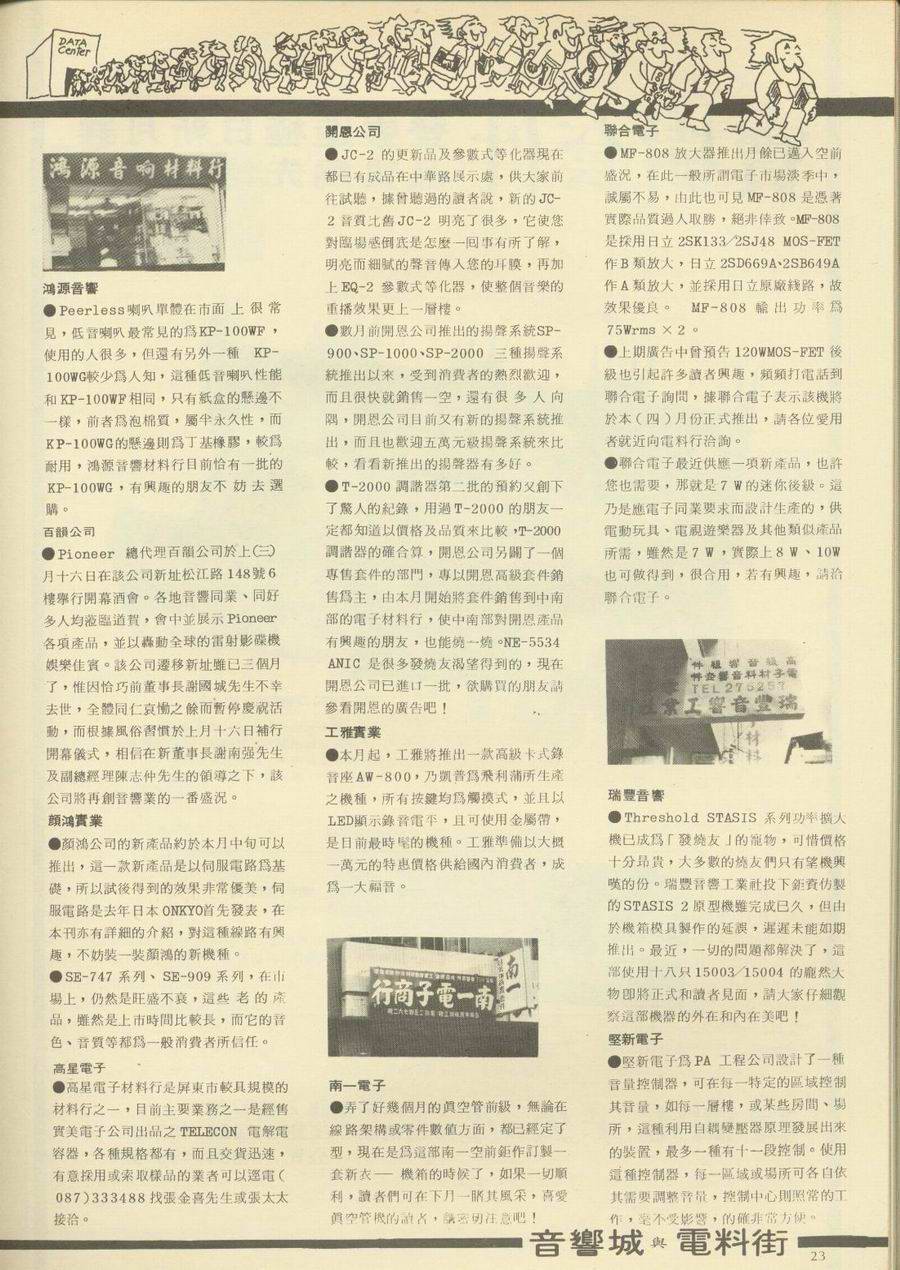 DATA
Center
鴻源音响材料行
鴻源音響
●Peerless喇叭單體在市面上很常
見，低音喇叭最常見的爲KP-100WF，
使用的人很多，但還有另外一種 KP-
100WG較少爲人知，這種低音喇叭性能
和KP-100WF相同，只有紙盒的懸邊不
一樣，前者爲泡棉質，屬半永久性，而
KP-100WG的懸邊則爲丁基橡膠，較爲
耐用，鴻源音響材料行目前恰有一批的
KP-100WG，有興趣的朋友不妨去選
購。
百韻公司
●Pioneer 總代理百韻公司於上(三)
月十六日在該公司新址松江路148號6
樓舉行開幕酒會。各地音響同業、同好
多人均蒞臨道賀，會中並展示Pioneer
各項產品，並以轟動全球的雷射影碟機
娛樂佳賓。該公司遷移新址雖已三個月
了，惟因恰巧前董事長謝國城先生不幸
去世，全體同仁哀慟之餘而暫停慶祝活
動，而根據風俗習慣於上月十六日補行
開幕儀式，相信在新董事長謝南强先生
及副總經理陳志仲先生的領導之下，該
公司將再創音響業的一番盛況。
顔鴻實業
●顏鴻公司的新產品約於本月中旬可以
推出，這一款新產品是以伺服電路爲基
礎，所以試後得到的效果非常優美，伺
服電路是去年日本ONKYO首先發表，在
本刊亦有詳細的介紹，對這種線路有興
趣，不妨裝一裝顏鴻的新機種。
●SE-747系列、SE-909系列，在市
場上，仍然是旺盛不衰，這些老的產
品，雖然是上市時間比較長，而它的音
色、音質等都爲一般消費者所信任。
高星電子
●高星電子材料行是屏東市較具規模的
材料行之一，目前主要業務之一是經售
實美電子公司出品之TELECON 電解電
容器，各種規格都有，而且交貨迅速，
有意採用或索取樣品的業者可以逕電(
087)333488找張金喜先生或張太太
接洽。
開恩公司
●JC-2 的更新品及參數式等化器現在
都已有成品在中華路展示處，供大家前
往試聽，據曾聽過的讀者說，新的JC-
2音質比舊JC-2明亮了很多，它使您
對臨場感倒底是怎麼一回事有所了解，
明亮而細膩的聲音傳人您的耳膜，再加
上EQ-2 參數式等化器，使整個音樂的
重播效果更上一層樓。
●數月前開恩公司推出的揚聲系統SP-
900、SP-1000、SP-2000 三種揚聲系
統推出以來，受到消費者的熱烈歡迎，
而且很快就銷售一空，還有很多人向
隅，開恩公司目前又有新的揚聲系統推
出，而且也歡迎五萬元級揚聲系統來比
較，看看新推出的揚聲器有多好。
●T-2000調諧器第二批的預約又創下
了驚人的紀錄，用過T-2000的朋友一
定都知道以價格及品質來比較，T-2000
調諧器的確合算，開恩公司另闢了一個
專售套件的部門，專以開恩高級套件銷
售爲主，由本月開始將套件銷售到中南
部的電子材料行，使中南部對開恩產品
有興趣的朋友，也能燒一燒。NE-5534
ANIC 是很多發燒友渴望得到的，現在
開恩公司已進口一批，欲購買的朋友請
參看開恩的廣告吧！
工雅實業
●本月起，工雅將推出一款高級卡式錄
音座AW-800，乃凱普爲飛利蒲所生產
之機種，所有按鍵均爲觸摸式，並且以
LED顯示錄音電平，且可使用金屬帶，
是目前最時髦的機種。工雅準備以大概
一萬元的特惠價格供給國內消費者，成
爲一大福音。
南一電子商行
南一
南一電子
●弄了好幾個月的眞空管前級，無論在
線路架構或零件數値方面，都已經定了
型，現在是爲這部南一空前鉅作訂製一
套新衣──機箱的時候了，如果一切順
利，讀者們可在下月一睹其風采，喜愛
眞空管機的讀者，請密切注意吧！
聯合電子
●MF-808放大器推出月餘已邁入空前
盛況，在此一般所謂電子市場淡季中，
誠屬不易，由此也可見MF-808是憑著
實際品質過人取勝，絕非倖致。MF-808
是採用日立2SK133/2SJ48 MOS-FET
作B類放大，日立2SD669A、2SB649A
作A類放大，並採用日立原廠綫路，故
效果優良。 MF-808輸出功率爲
75Wrms×2。
●上期廣告中曾預告120WMOS-FET後
級也引起許多讀者興趣，頻頻打電話到
聯合電子詢問，據聯合電子表示該機將
於本(四)月份正式推出，請各位愛用
者就近向電料行洽詢。
●聯合電子最近供應一項新產品，也許
您也需要，那就是7W的迷你後級。這
乃是應電子同業要求而設計生產的，供
電動玩具、電視遊樂器及其他類似產品
所需，雖然是7W，實際上8W、10W
也可做得到，很合用，若有興趣，請洽
聯合電子。
高級音響組件
電子材料音響套件
TEL275257
瑞豐音響工業社
瑞豐音響
●Threshold STASIS 系列功率擴大
機已成爲「發燒友」的寵物，可惜價格
十分昻貴，大多數的燒友們只有望機興
嘆的份。瑞豐音響工業社投下鉅資仿製
的STASIS 2原型機雖完成已久，但由
於機箱模具製作的延誤，遲遲未能如期
推出。最近，一切的問題都解決了，這
部使用十八只15003/15004的龐然大
物即將正式和讀者見面，請大家仔細觀
察這部機器的外在和內在美吧！
堅新電子
●堅新電子爲PA 工程公司設計了一種
音量控制器，可在每一特定的區域控制
其音量，如每一層樓，或某些房間、場
所，這種利用自耦變壓器原理發展出來
的裝置，最多一種有十一段控制。使用
這種控制器，每一區域或場所可各自依
其需要調整音量，控制中心則照常的工
作，毫不受影響，的確非常方便。
音響城與電料街
23